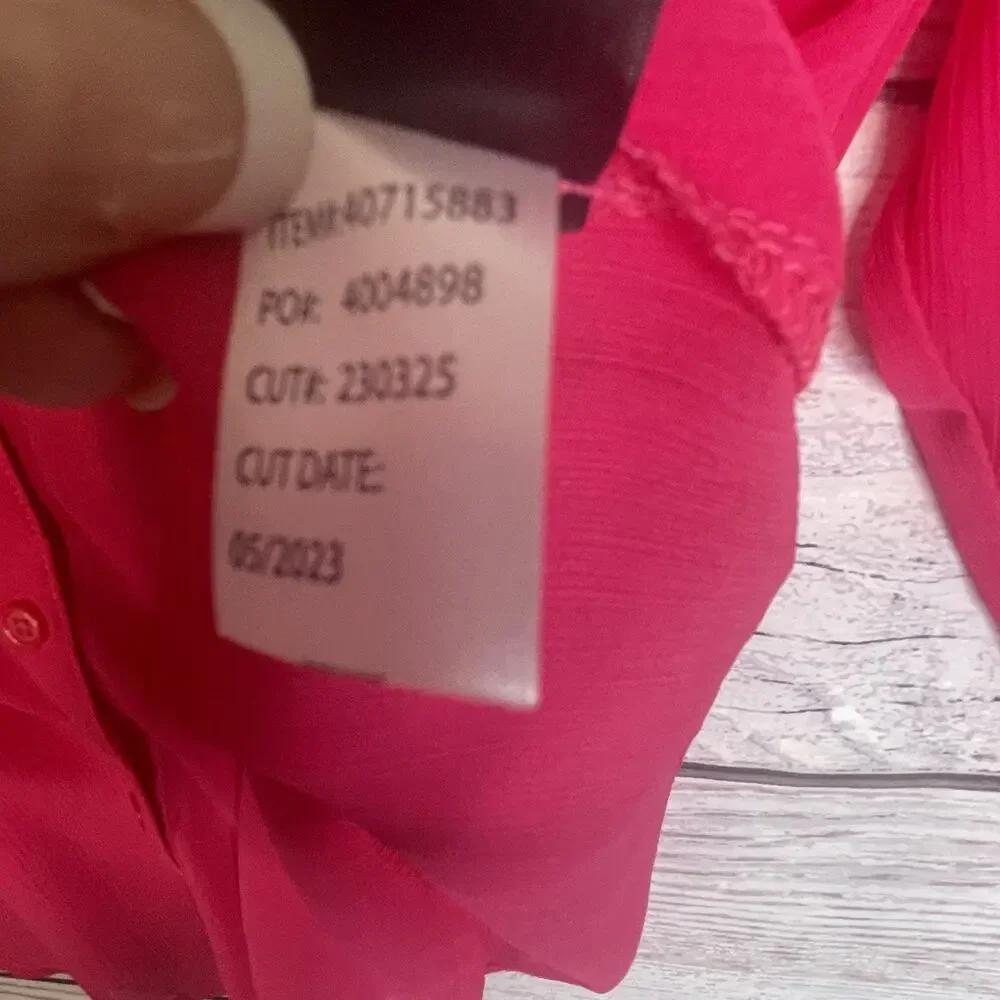 ITEM#:40715883
PO#: 4004898
CUT#: 230325
CUT DATE:
05/2023